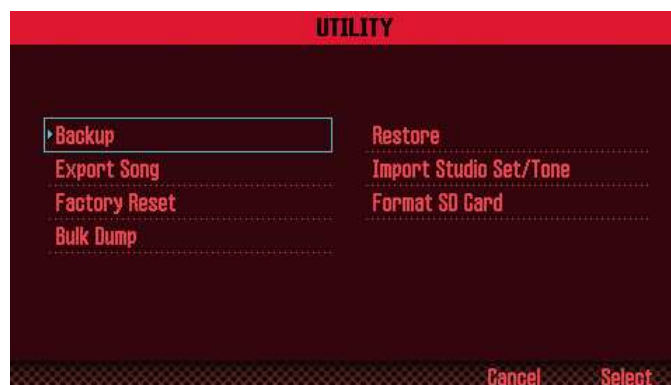 UTILITY
Backup
Restore
Export Song
Import Studio Set/Tone
Factory Reset
Format SD Card
Bulk Dump
Cancel
Select